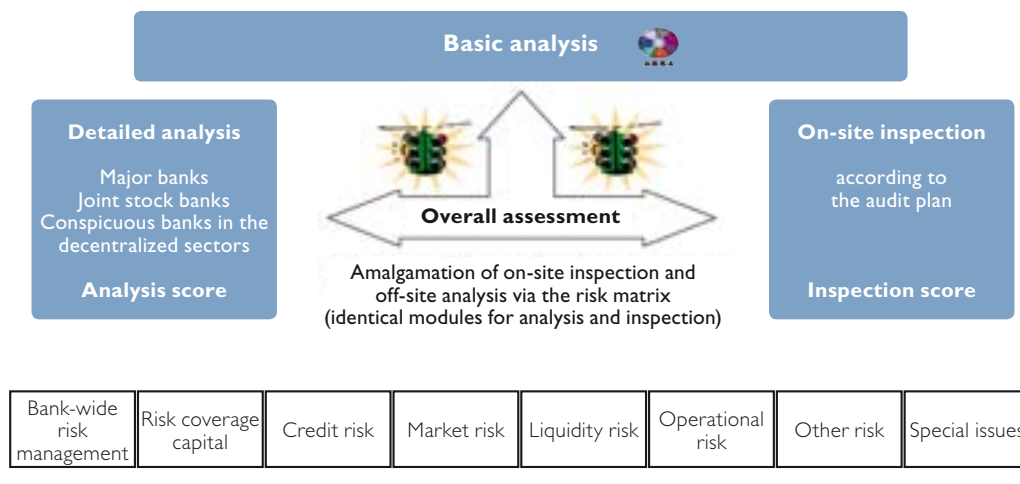 Basic analysis
Detailed analysis
Major banks
Joint stock banks
Conspicuous banks in the
decentralized sectors
Analysis score
Overall assessment
Amalgamation of on-site inspection and
off-site analysis via the risk matrix
(identical modules for analysis and inspection)
On-site inspection
according to
the audit plan
Inspection score
Bank-wide
risk
management
Risk coverage
capital
Credit risk
Market risk
Liquidity risk
Operational
risk
Other risk
Special issues